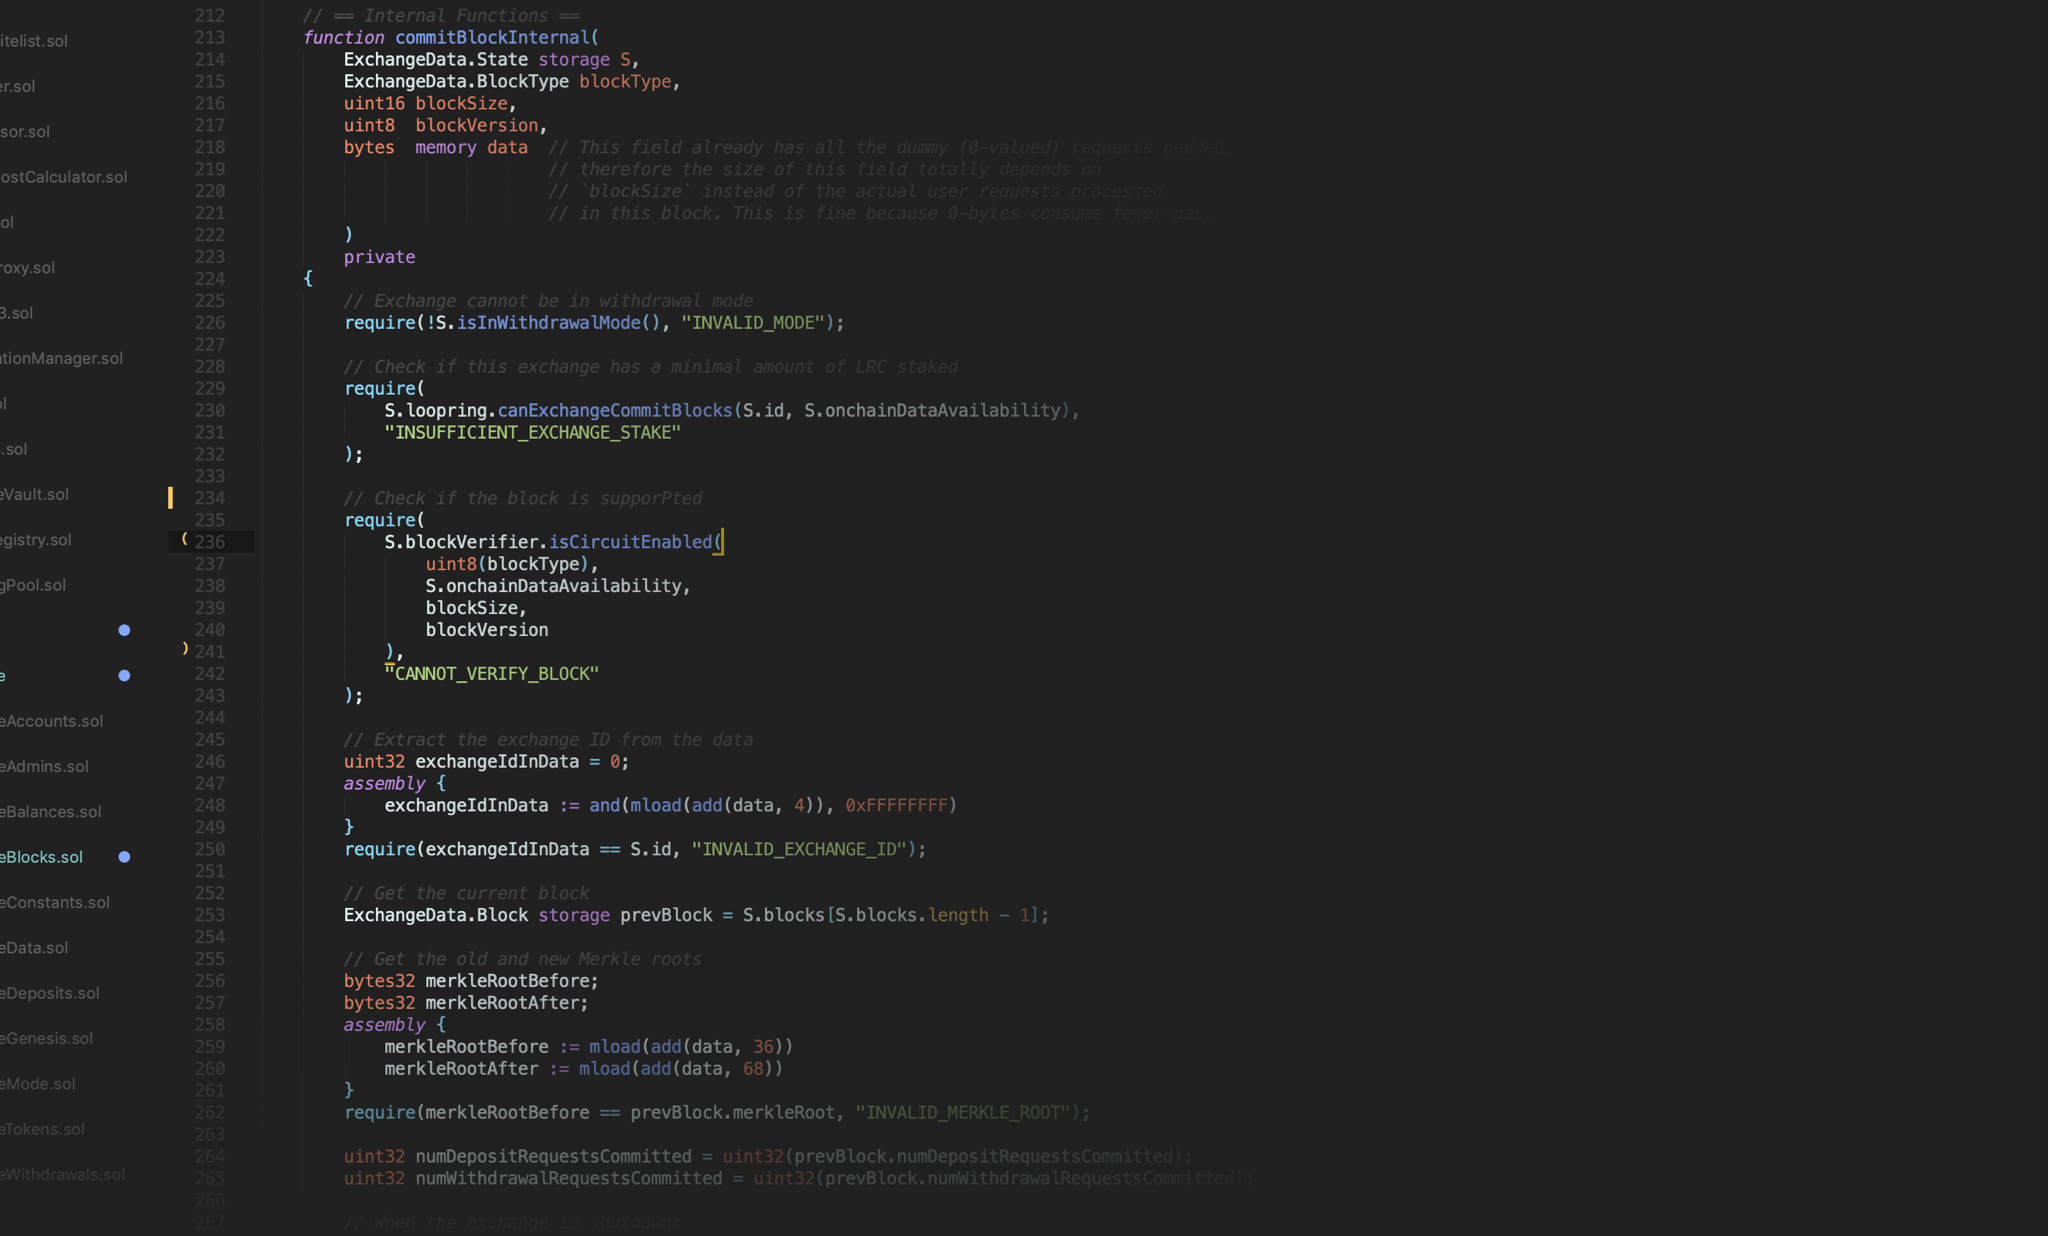 itelist.sol
er.sol
sor.sol
ostCalculator.sol
ol
roxy.sol
3.sol
ationManager.sol
ol
s.sol
eVault.sol
egistry.sol
gPool.sol
e
eAccounts.sol
eAdmins.sol
eBalances.sol
eBlocks.sol
eConstants.sol
eData.sol
eDeposits.sol
eGenesis.sol
eMode.sol
eTokens.sol
eWithdrawals.sol
212 // == Internal Functions ==
213 function commitBlockInternal(
214 ExchangeData.State storage S,
215 ExchangeData.BlockType blockType,
216 uint16 blockSize,
217 uint8 blockVersion,
218 bytes memory data // This field already has all the dummy (0-valued) requests padded,
219 // therefore the size of this field totally depends on
220 // `blockSize` instead of the actual user requests processed
221 // in this block. This is fine because 0-bytes consume fewer gas.
222 )
223 private
224 {
225 // Exchange cannot be in withdrawal mode
226 require(!S.isInWithdrawalMode(), "INVALID_MODE");
227
228 // Check if this exchange has a minimal amount of LRC staked
229 require(
230 S.loopring.canExchangeCommitBlocks(S.id, S.onchainDataAvailability),
231 "INSUFFICIENT_EXCHANGE_STAKE"
232 );
233
234 // Check if the block is supporPted
235 require(
( 236 S.blockVerifier.isCircuitEnabled(
237 uint8(blockType),
238 S.onchainDataAvailability,
239 blockSize,
240 blockVersion
) 241 ),
242 "CANNOT_VERIFY_BLOCK"
243 );
244
245 // Extract the exchange ID from the data
246 uint32 exchangeIdInData = 0;
247 assembly {
248 exchangeIdInData := and(mload(add(data, 4)), 0xFFFFFFFF)
249 }
250 require(exchangeIdInData == S.id, "INVALID_EXCHANGE_ID");
251
252 // Get the current block
253 ExchangeData.Block storage prevBlock = S.blocks[S.blocks.length - 1];
254
255 // Get the old and new Merkle roots
256 bytes32 merkleRootBefore;
257 bytes32 merkleRootAfter;
258 assembly {
259 merkleRootBefore := mload(add(data, 36))
260 merkleRootAfter := mload(add(data, 68))
261 }
262 require(merkleRootBefore == prevBlock.merkleRoot, "INVALID_MERKLE_ROOT");
263
264 uint32 numDepositRequestsCommitted = uint32(prevBlock.numDepositRequestsCommitted);
265 uint32 numWithdrawalRequestsCommitted = uint32(prevBlock.numWithdrawalRequestsCommitted);
266
267 // When the exchange is shutdown: